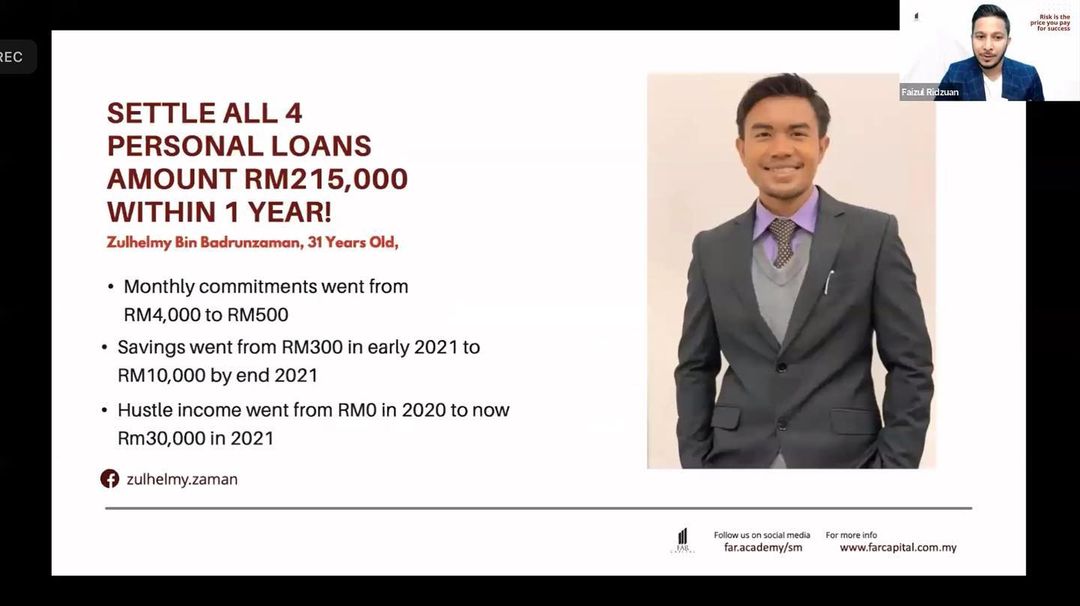 REC
Risk is the
price you pay
for success
Faizul Ridzuan
SETTLE ALL 4
PERSONAL LOANS
AMOUNT RM215,000
WITHIN 1 YEAR!
Zulhelmy Bin Badrunzaman, 31 Years Old,
• Monthly commitments went from
RM4,000 to RM500
• Savings went from RM300 in early 2021 to
RM10,000 by end 2021
• Hustle income went from RM0 in 2020 to now
Rm30,000 in 2021
zulhelmy.zaman
FAR
CAPITAL
Follow us on social media
far.academy/sm
For more info
www.farcapital.com.my